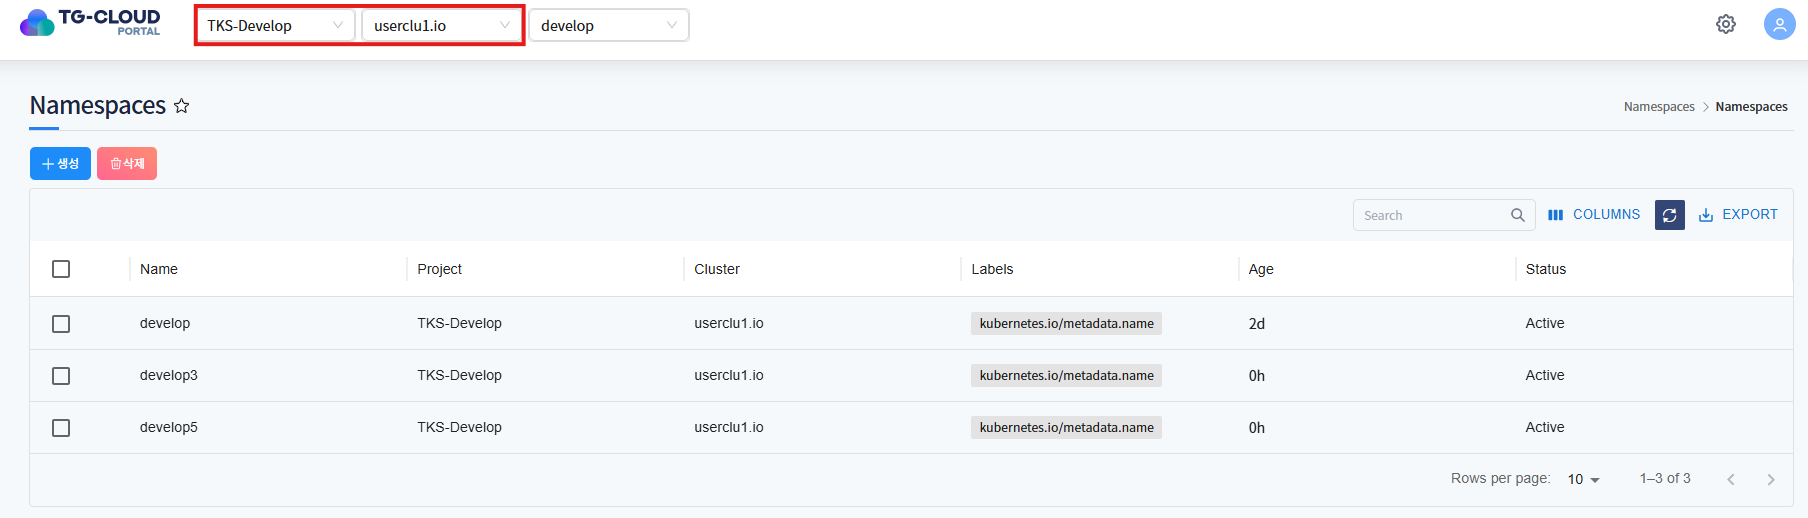 TG-CLOUD
PORTAL
TKS-Develop userclu1.io develop
Namespaces
Namespaces > Namespaces
+ 생성 삭제
Search COLUMNS EXPORT
Name Project Cluster Labels Age Status
develop TKS-Develop userclu1.io kubernetes.io/metadata.name 2d Active
develop3 TKS-Develop userclu1.io kubernetes.io/metadata.name 0h Active
develop5 TKS-Develop userclu1.io kubernetes.io/metadata.name 0h Active
Rows per page: 10 1–3 of 3